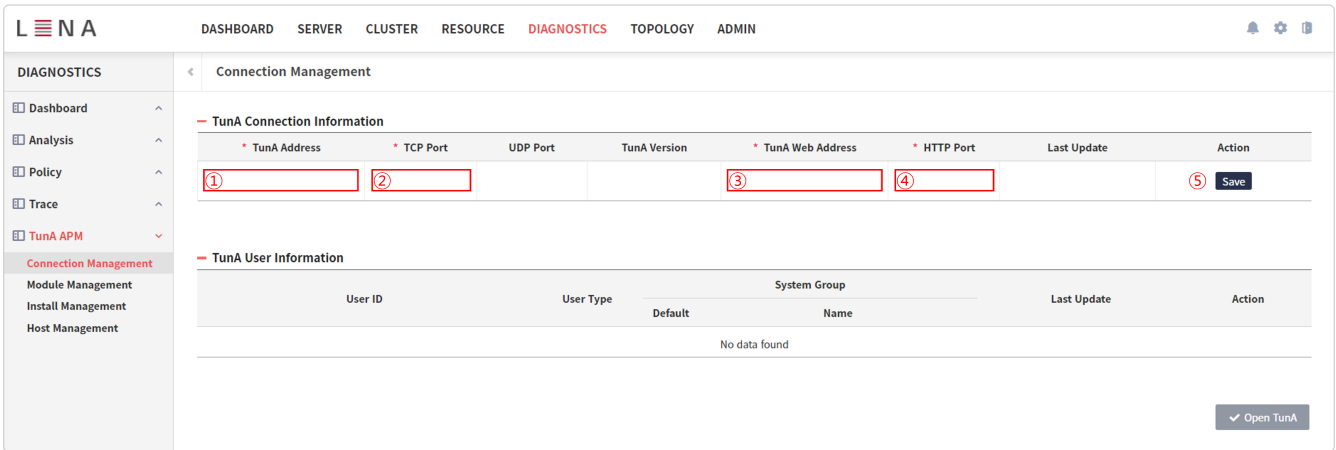 LENA
DASHBOARD SERVER CLUSTER RESOURCE DIAGNOSTICS TOPOLOGY ADMIN
DIAGNOSTICS
Dashboard
Analysis
Policy
Trace
TunA APM
Connection Management
Module Management
Install Management
Host Management
< Connection Management
TunA Connection Information
* TunA Address * TCP Port UDP Port TunA Version * TunA Web Address * HTTP Port Last Update Action
① ② ③ ④ ⑤ Save
TunA User Information
User ID User Type System Group Last Update Action
Default Name
No data found
Open TunA